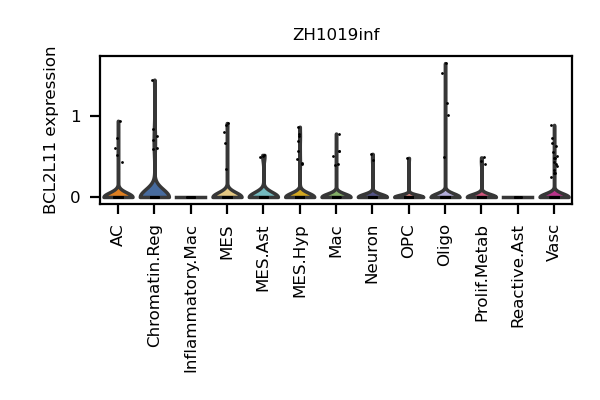 ZH1019inf
BCL2L11 expression
1
0
AC
Chromatin.Reg
Inflammatory.Mac
MES
MES.Ast
MES.Hyp
Mac
Neuron
OPC
Oligo
Prolif.Metab
Reactive.Ast
Vasc